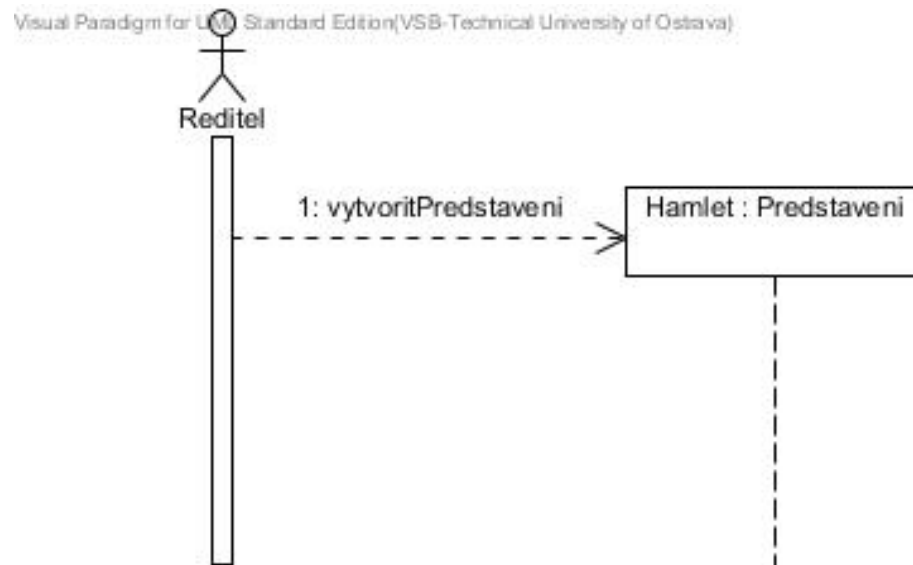 Visual Paradigm for UML Standard Edition(VSB-Technical University of Ostrava)
Reditel
1: vytvoritPredstaveni
Hamlet : Predstaveni